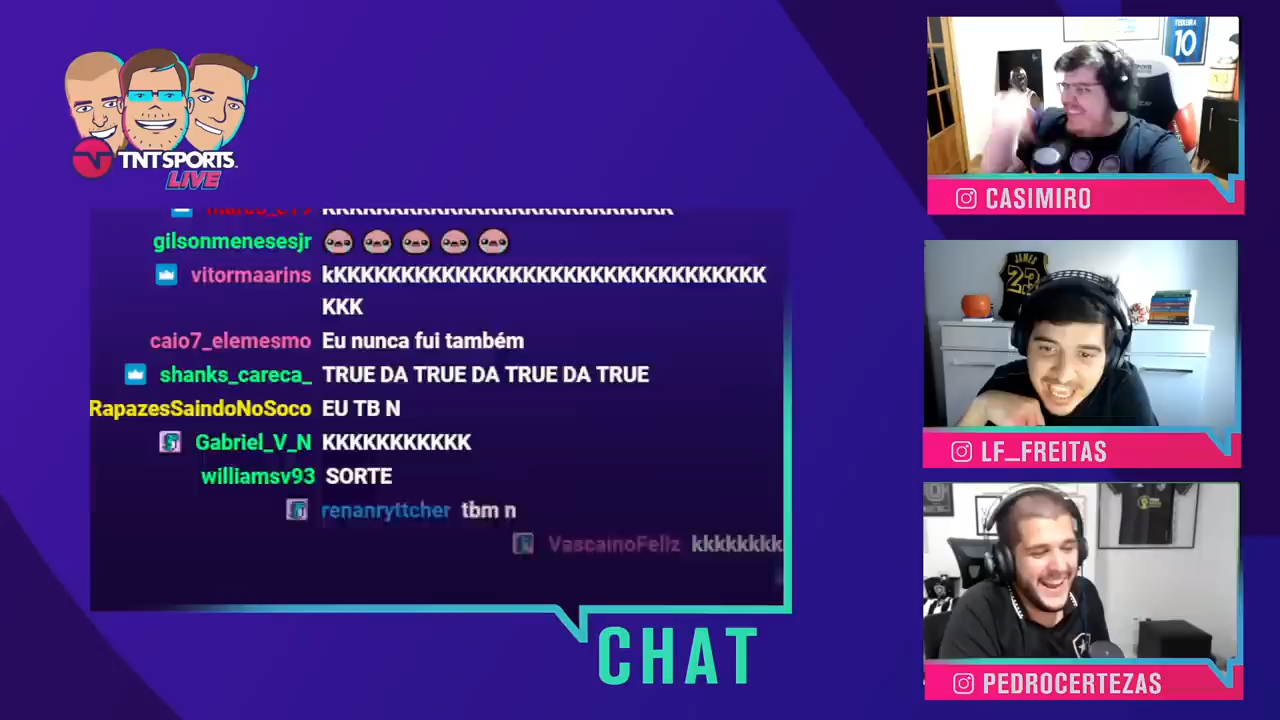 TNT SPORTS
LIVE
gilsonmenesesjr
vitormaarins kKKKKKKKKKKKKKKKKKKKKKKKKKKKKKKKK
KKK
caio7_elemesmo Eu nunca fui também
shanks_careca_ TRUE DA TRUE DA TRUE DA TRUE
RapazesSaindoNoSoco EU TB N
Gabriel_V_N KKKKKKKKKKK
williamsv93 SORTE
renanryttcher tbm n
VascainoFeliz kkkkkkkk
CHAT
TEIXEIRA
10
CASIMIRO
JAMES
23
LF_FREITAS
PEDROCERTEZAS